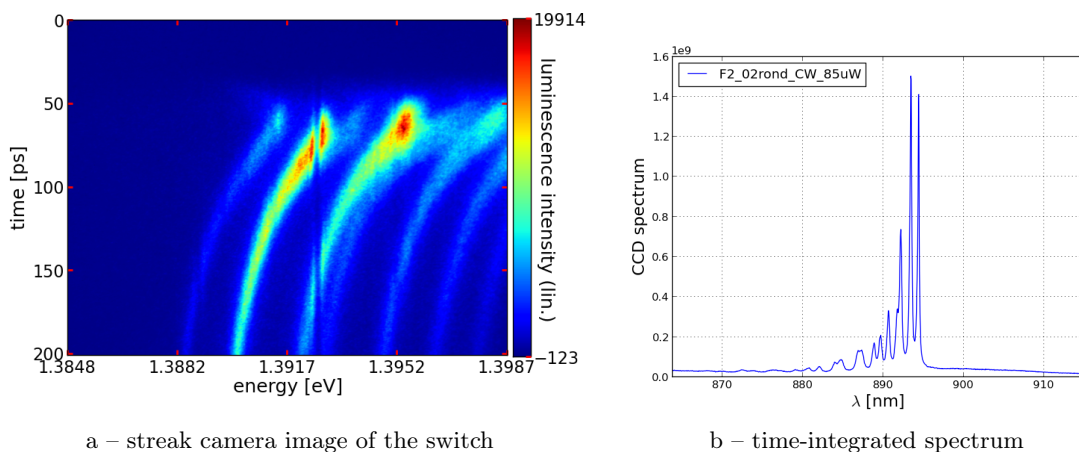 0
50
100
150
200
time [ps]
1.3848
1.3882
1.3917
1.3952
1.3987
energy [eV]
19914
−123
luminescence intensity (lin.)
1e9
1.6
1.4
1.2
1.0
0.8
0.6
0.4
0.2
0.0
CCD spectrum
F2_02rond_CW_85uW
870
880
890
900
910
λ [nm]
a – streak camera image of the switch
b – time-integrated spectrum